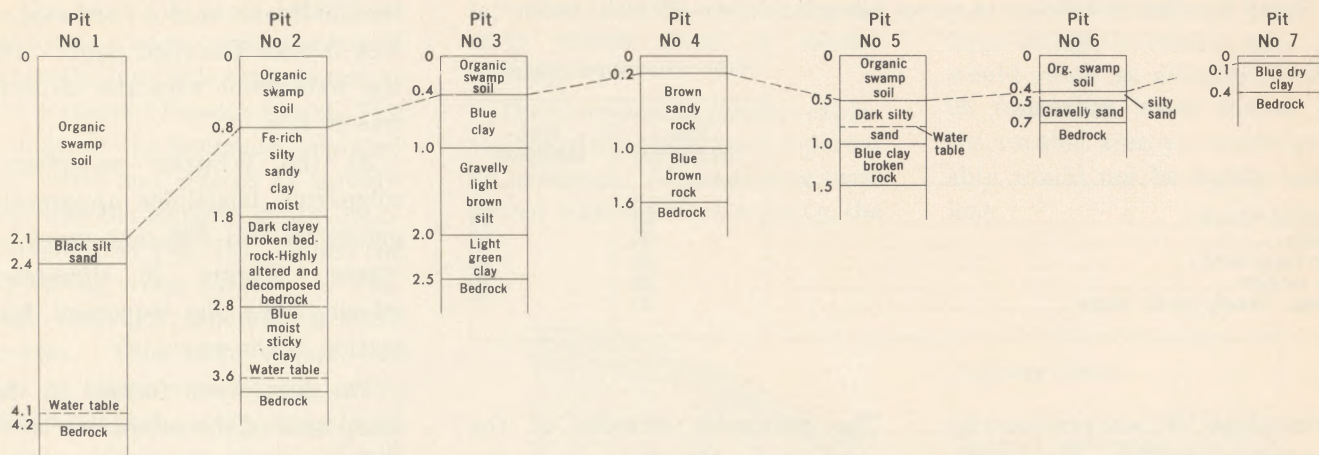 Pit
No 1
0
Organic
swamp
soil
2.1
Black silt
sand
2.4
4.1
Water table
4.2
Bedrock
Pit
No 2
0
Organic
swamp
soil
0.8
Fe-rich
silty
sandy
clay
moist
1.8
Dark clayey
broken bed-
rock-Highly
altered and
decomposed
bedrock
2.8
Blue
moist
sticky
clay
Water table
3.6
Bedrock
Pit
No 3
0
Organic
swamp
soil
0.4
Blue
clay
1.0
Gravelly
light
brown
silt
2.0
Light
green
clay
2.5
Bedrock
Pit
No 4
0
0.2
Brown
sandy
rock
1.0
Blue
brown
rock
1.6
Bedrock
Pit
No 5
0
Organic
swamp
soil
0.5
Dark silty
sand
Water
table
1.0
Blue clay
broken
rock
1.5
Pit
No 6
0
Org. swamp
soil
0.4
silty
sand
0.5
Gravelly sand
0.7
Bedrock
Pit
No 7
0
0.1
Blue dry
clay
0.4
Bedrock